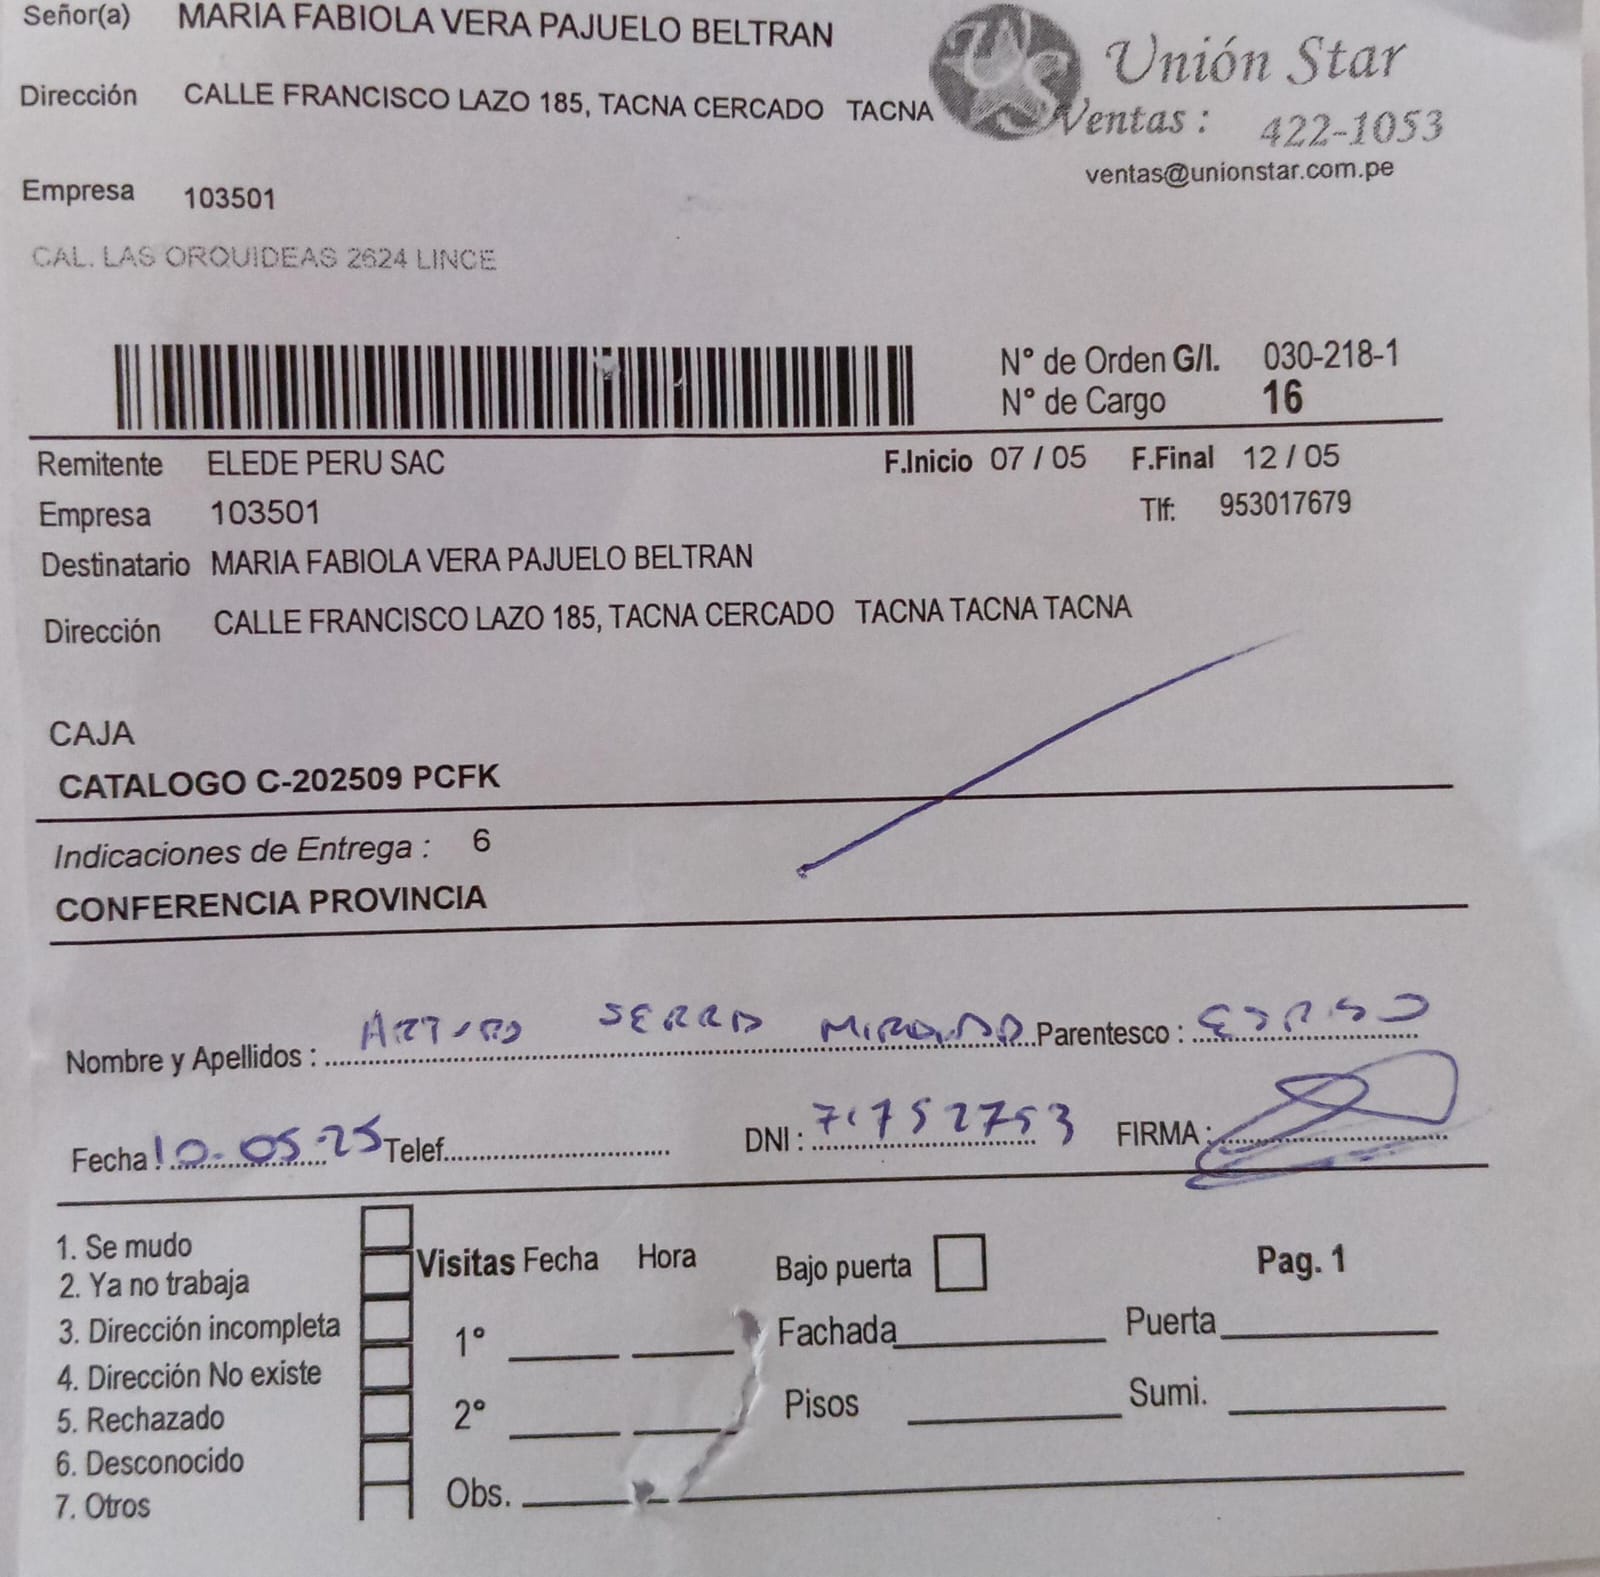 Señor(a) MARIA FABIOLA VERA PAJUELO BELTRAN
Unión Star
Dirección CALLE FRANCISCO LAZO 185, TACNA CERCADO TACNA
Ventas : 422-1053
ventas@unionstar.com.pe
Empresa 103501
CAL. LAS ORQUIDEAS 2624 LINCE
N° de Orden G/I. 030-218-1
N° de Cargo 16
Remitente ELEDE PERU SAC F.Inicio 07 / 05 F.Final 12 / 05
Empresa 103501 Tlf: 953017679
Destinatario MARIA FABIOLA VERA PAJUELO BELTRAN
Dirección CALLE FRANCISCO LAZO 185, TACNA CERCADO TACNA TACNA TACNA
CAJA
CATALOGO C-202509 PCFK
Indicaciones de Entrega : 6
CONFERENCIA PROVINCIA
Nombre y Apellidos : ARTURO SERRA Parentesco :
Fecha 10-05-25 Telef. DNI : 71752753 FIRMA :
1. Se mudo
2. Ya no trabaja
3. Dirección incompleta
4. Dirección No existe
5. Rechazado
6. Desconocido
7. Otros
Visitas Fecha Hora
1°
2°
Obs.
Bajo puerta Pag. 1
Fachada Puerta
Pisos Sumi.